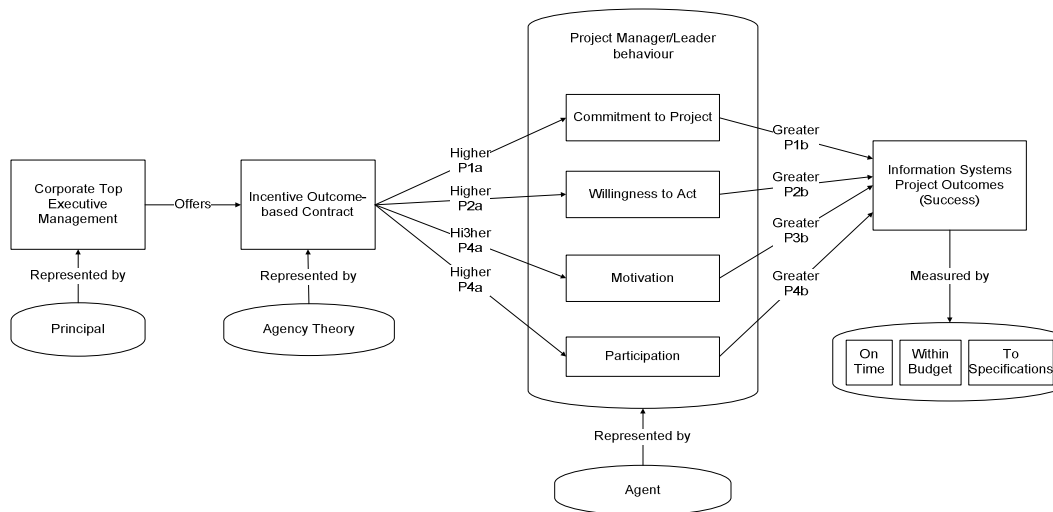 Project Manager/Leader
behaviour
Commitment to Project
Willingness to Act
Motivation
Participation
Corporate Top
Executive
Management
Offers
Incentive Outcome-
based Contract
Higher
P1a
Higher
P2a
Hi3her
P4a
Higher
P4a
Greater
P1b
Greater
P2b
Greater
P3b
Greater
P4b
Information Systems
Project Outcomes
(Success)
Represented by
Principal
Represented by
Agency Theory
Measured by
On
Time
Within
Budget
To
Specifications
Represented by
Agent